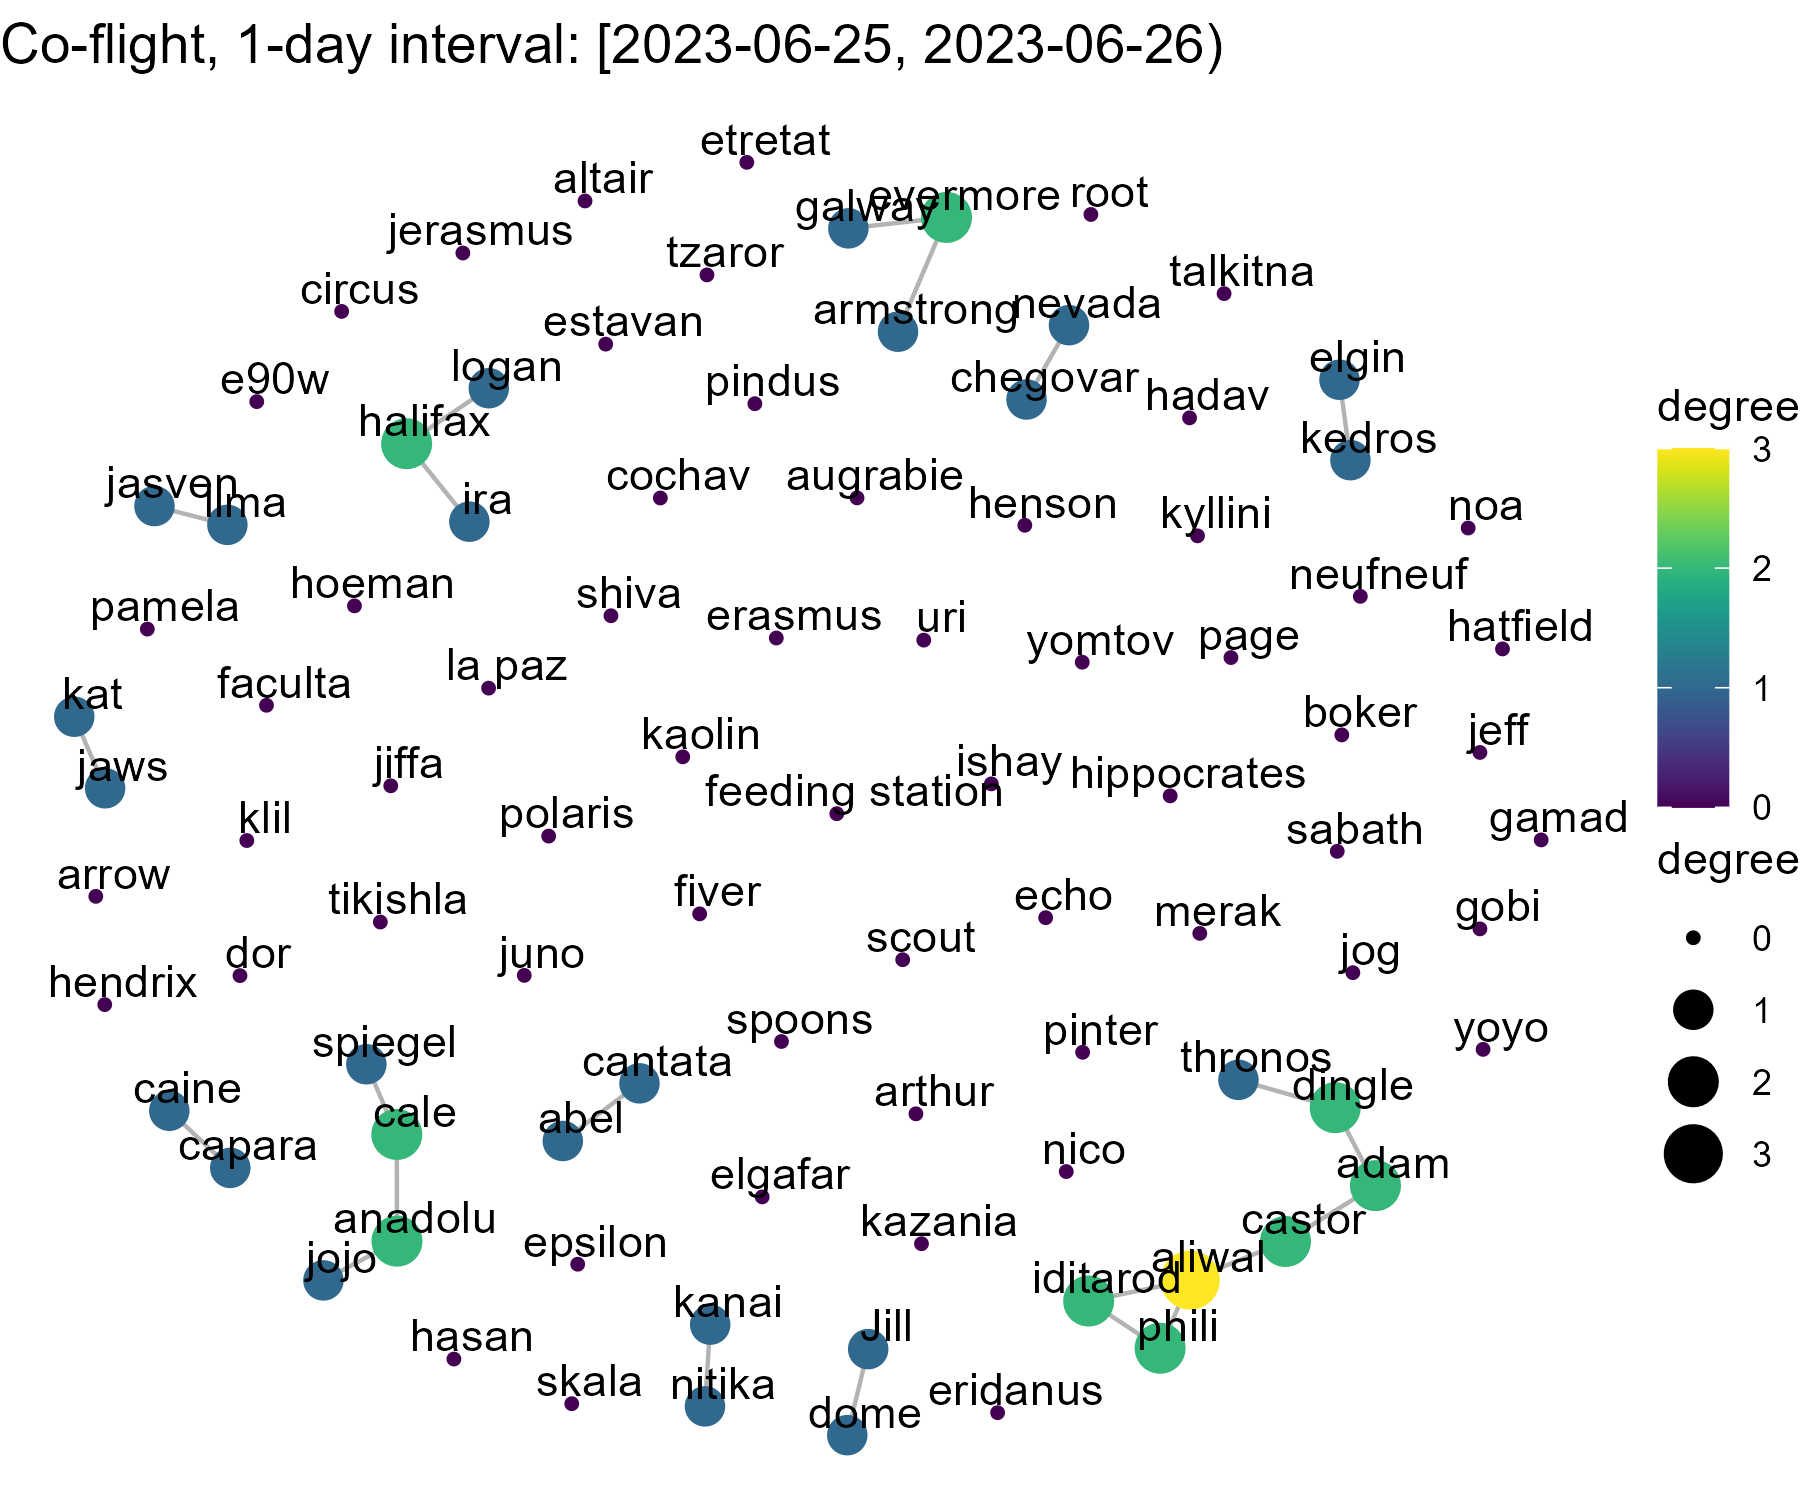 Co-flight, 1-day interval: [2023-06-25, 2023-06-26)
etretat
altair
galway
evermore
root
jerasmus
tzaror
talkitna
circus
estavan
armstrong
nevada
e90w
logan
pindus
chegovar
hadav
elgin
halifax
kedros
jasven
lima
ira
cochav
augrabie
henson
kyllini
noa
pamela
hoeman
shiva
erasmus
uri
neufneuf
yomtov
page
hatfield
kat
faculta
la paz
boker
jeff
jaws
jiffa
kaolin
ishay
hippocrates
feeding station
klil
polaris
sabath
gamad
arrow
tikishla
fiver
echo
merak
gobi
hendrix
dor
juno
scout
jog
spiegel
cantata
spoons
pinter
thronos
yoyo
caine
cale
abel
arthur
dingle
capara
elgafar
nico
adam
anadolu
jojo
epsilon
kazania
castor
aliwal
iditarod
phili
hasan
kanai
Jill
skala
nitika
dome
eridanus
degree
3
2
1
0
degree
0
1
2
3